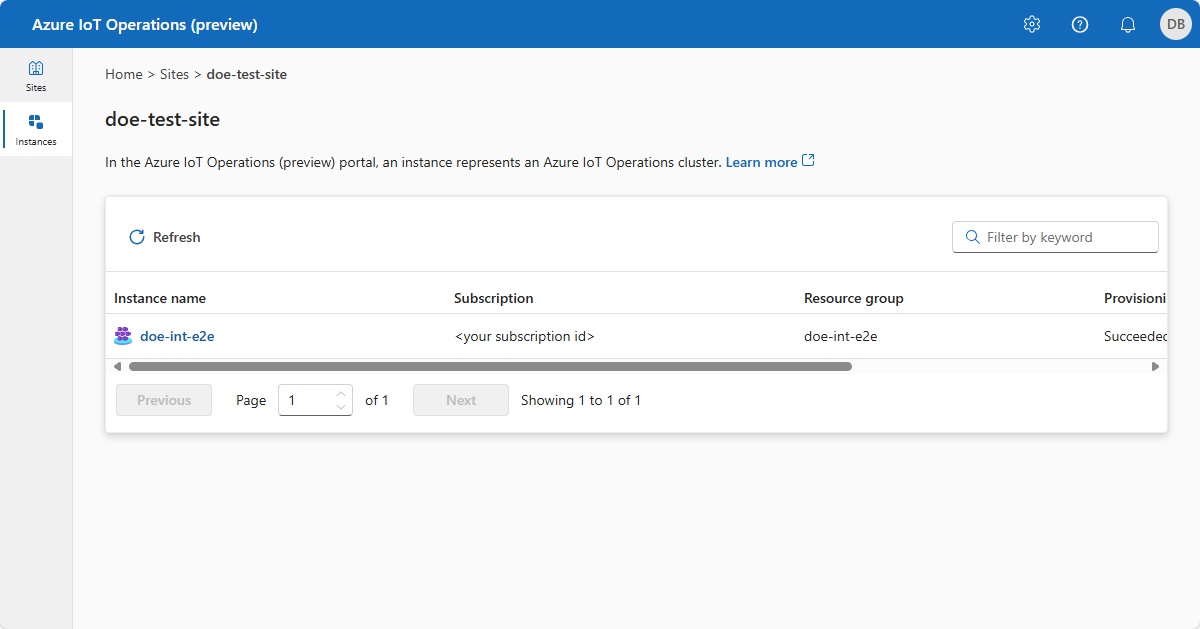 Azure IoT Operations (preview)
DB
Sites
Instances
Home > Sites > doe-test-site
doe-test-site
In the Azure IoT Operations (preview) portal, an instance represents an Azure IoT Operations cluster. Learn more
Refresh
Filter by keyword
Instance name Subscription Resource group Provisioni
doe-int-e2e <your subscription id> doe-int-e2e Succeeded
Previous Page 1 of 1 Next Showing 1 to 1 of 1